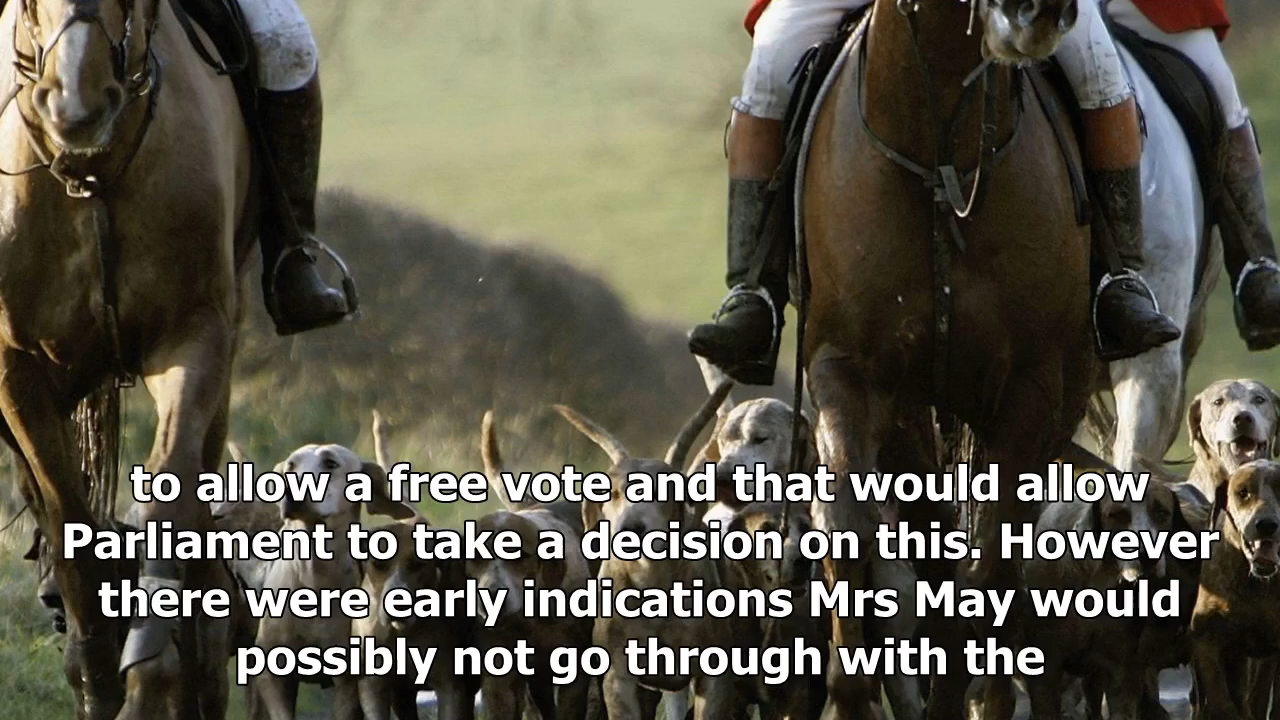 to allow a free vote and that would allow
Parliament to take a decision on this. However
there were early indications Mrs May would
possibly not go through with the